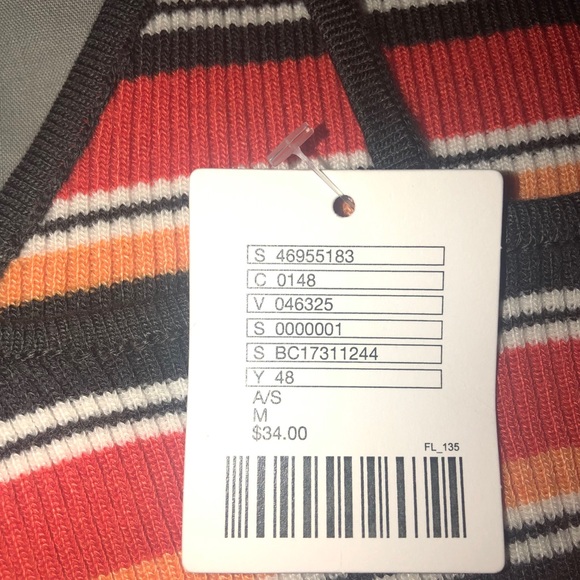 S 46955183
C 0148
V 046325
S 0000001
S BC17311244
Y 48
A/S
M
$34.00
FL_135